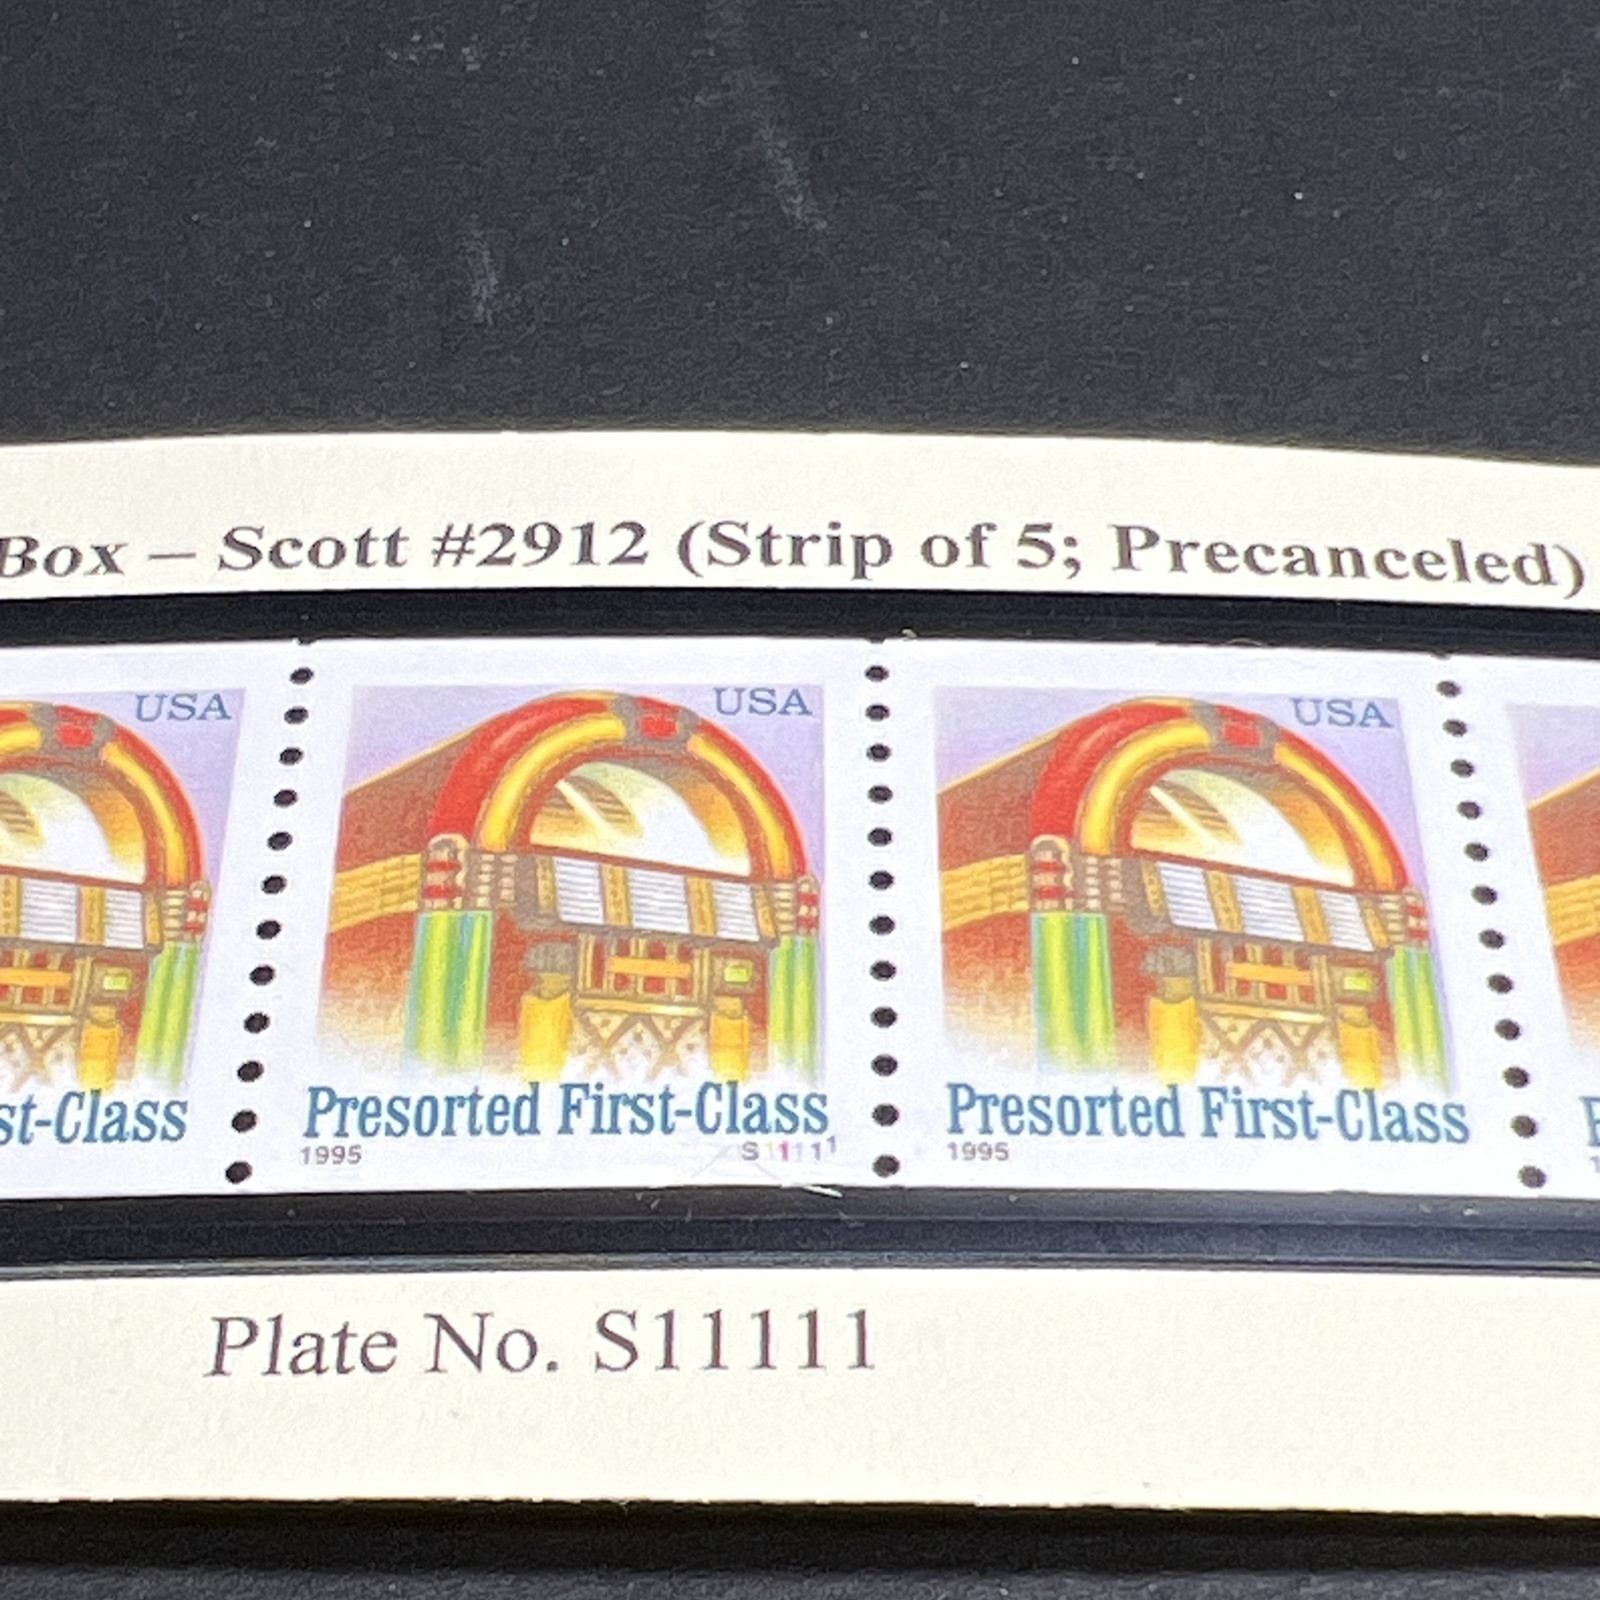 Box – Scott #2912 (Strip of 5; Precanceled)
USA USA USA
st-Class Presorted First-Class Presorted First-Class
1995 S11111 1995
Plate No. S11111